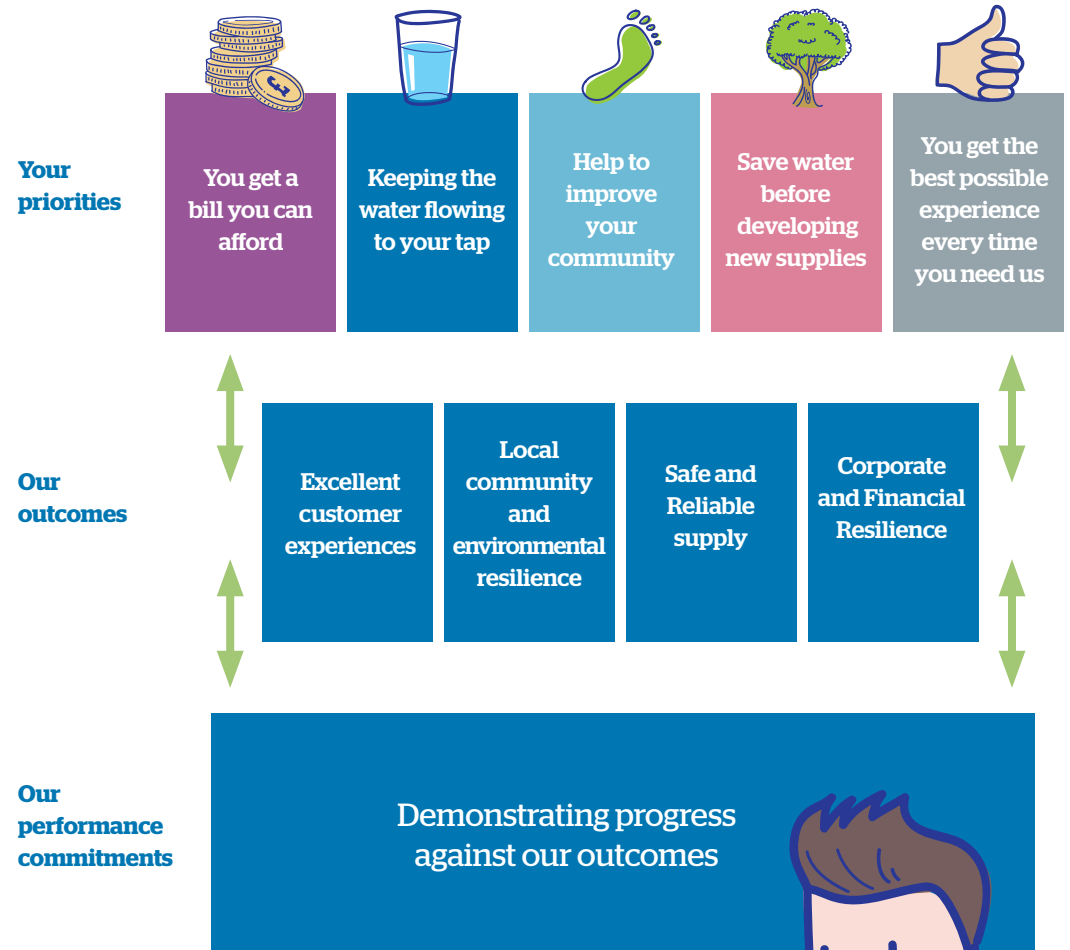 Your
priorities
You get a
bill you can
afford
Keeping the
water flowing
to your tap
Help to
improve
your
community
Save water
before
developing
new supplies
You get the
best possible
experience
every time
you need us
Our
outcomes
Excellent
customer
experiences
Local
community
and
environmental
resilience
Safe and
Reliable
supply
Corporate
and Financial
Resilience
Our
performance
commitments
Demonstrating progress
against our outcomes